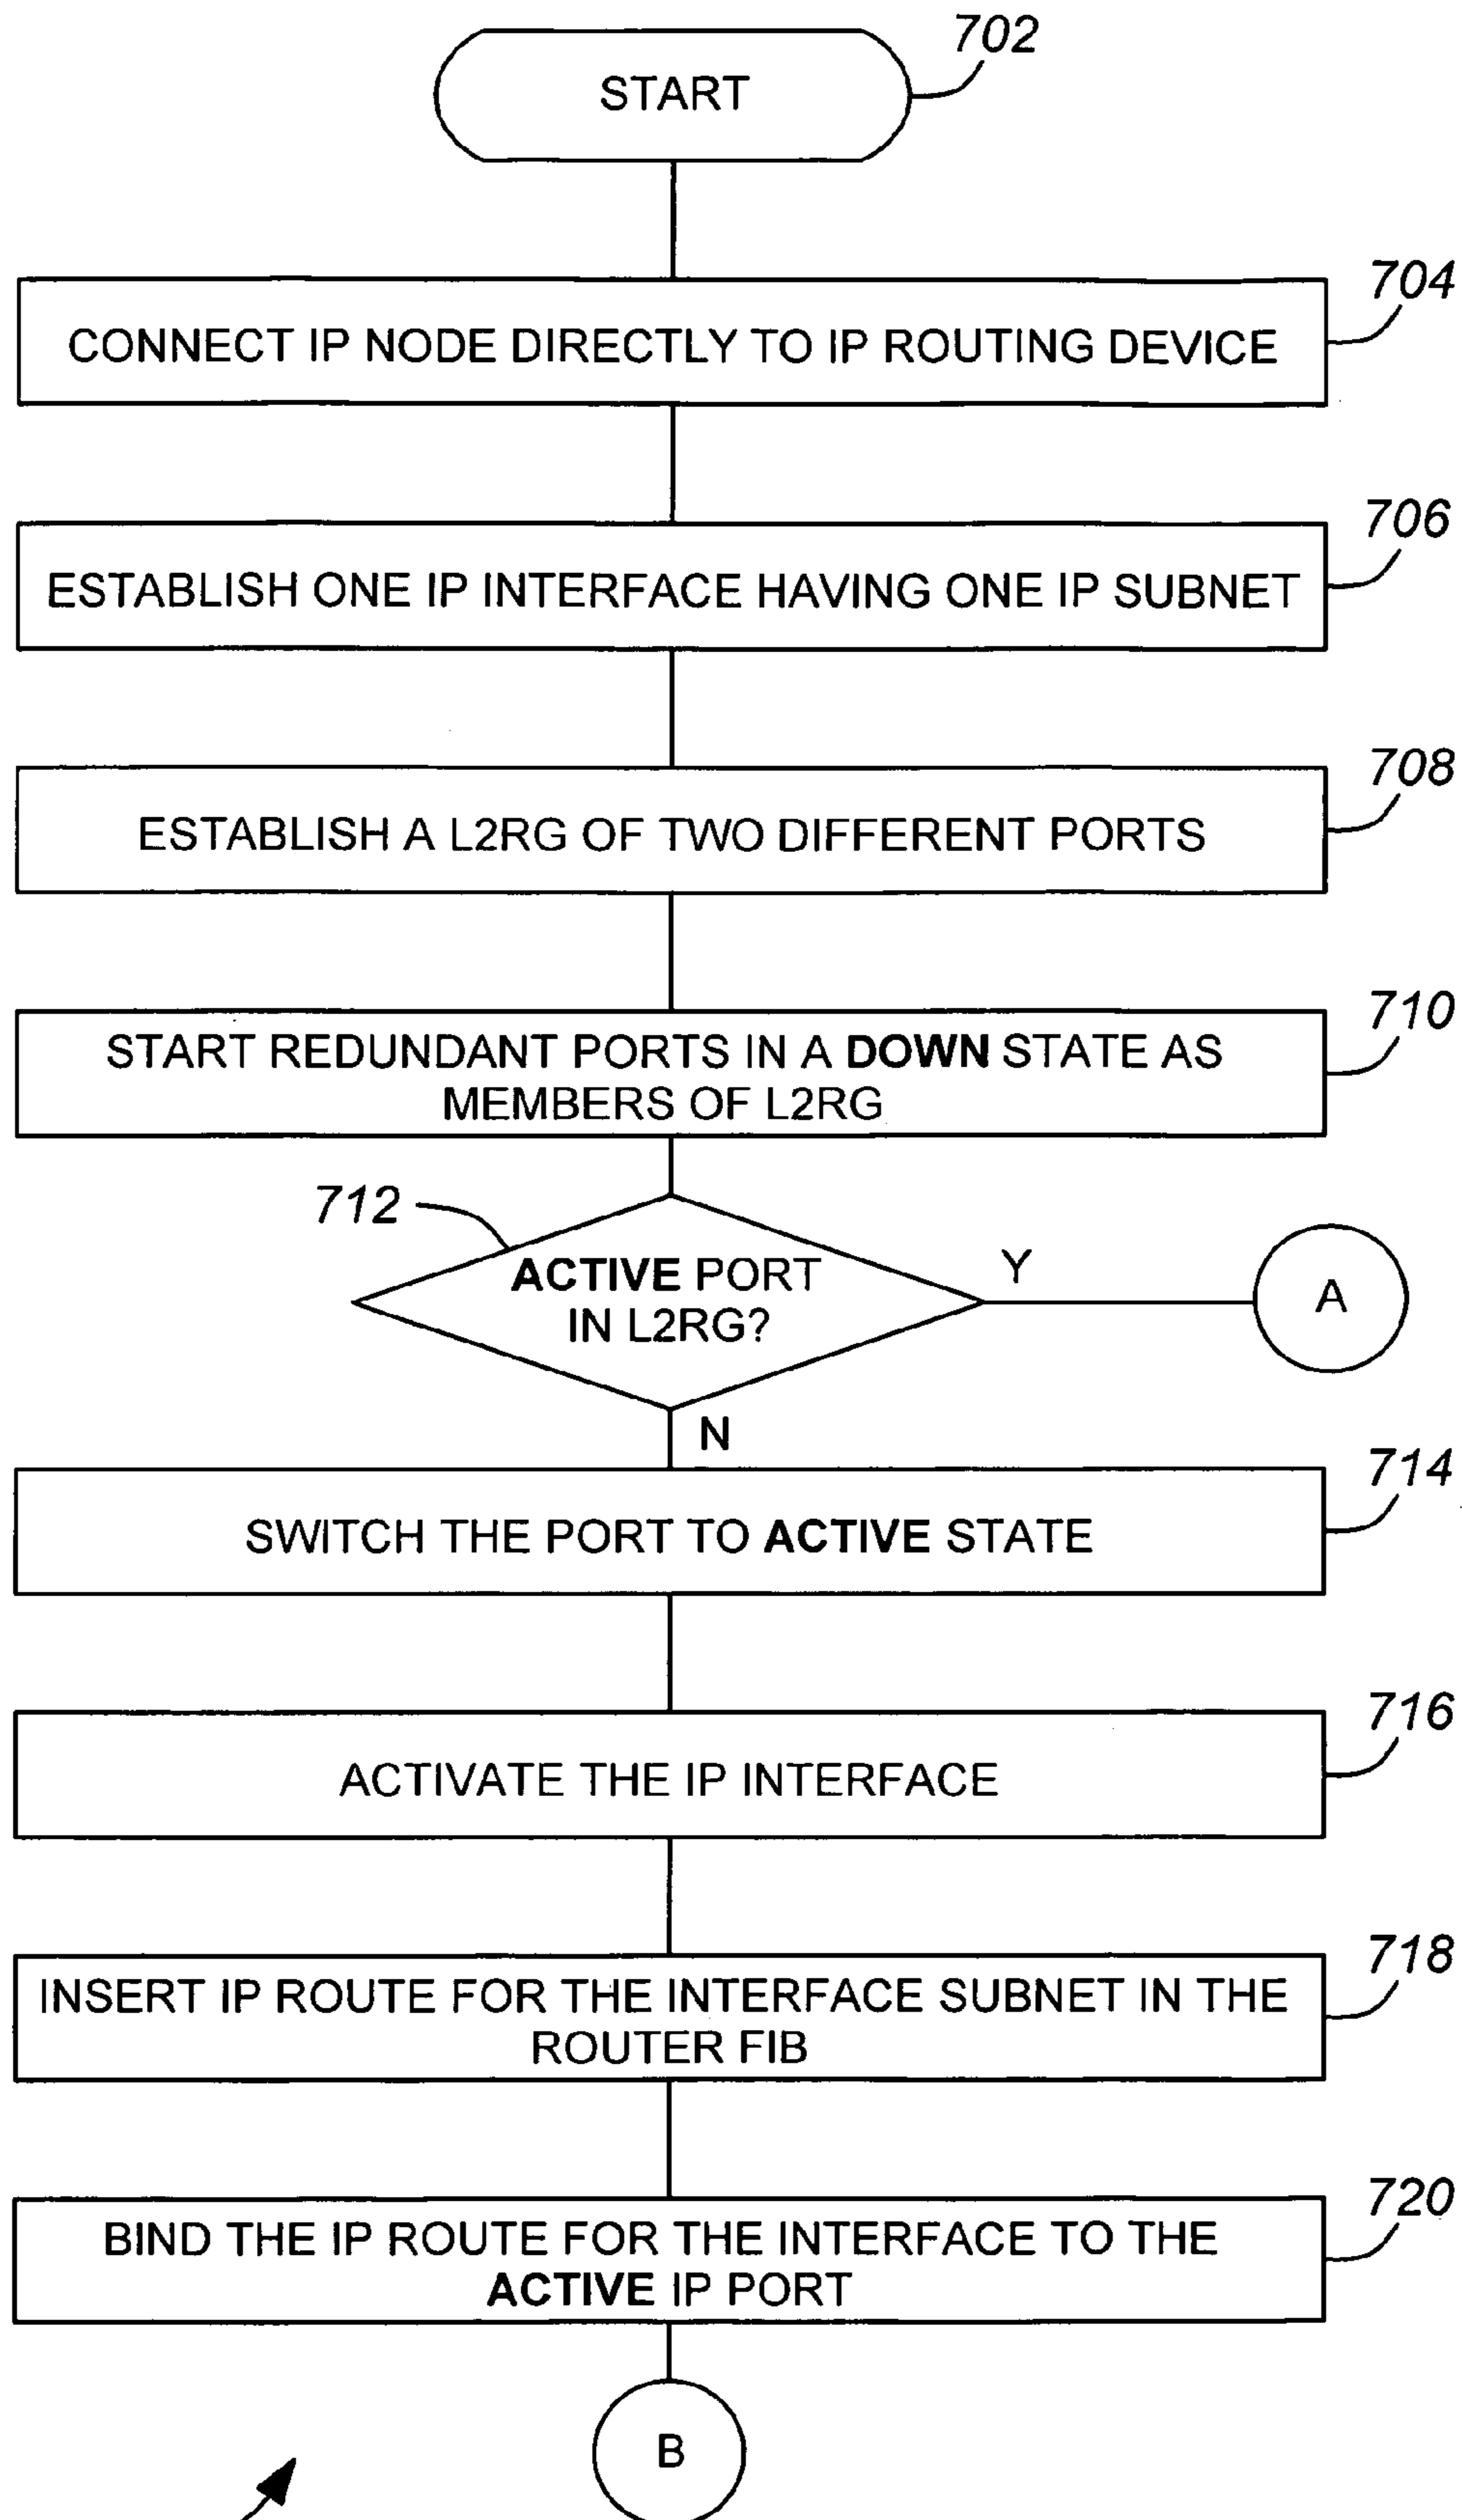 702
START
704
CONNECT IP NODE DIRECTLY TO IP ROUTING DEVICE
706
ESTABLISH ONE IP INTERFACE HAVING ONE IP SUBNET
708
ESTABLISH A L2RG OF TWO DIFFERENT PORTS
710
START REDUNDANT PORTS IN A DOWN STATE AS
MEMBERS OF L2RG
712
ACTIVE PORT
IN L2RG?
Y
A
N
714
SWITCH THE PORT TO ACTIVE STATE
716
ACTIVATE THE IP INTERFACE
718
INSERT IP ROUTE FOR THE INTERFACE SUBNET IN THE
ROUTER FIB
720
BIND THE IP ROUTE FOR THE INTERFACE TO THE
ACTIVE IP PORT
B